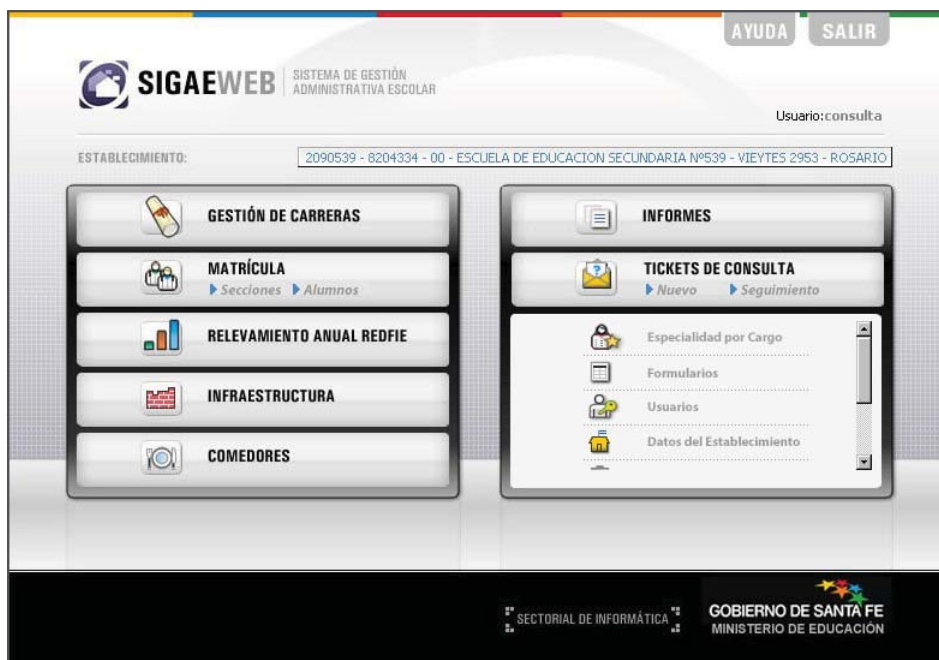 AYUDA SALIR
SIGAEWEB
SISTEMA DE GESTIÓN
ADMINISTRATIVA ESCOLAR
Usuario:consulta
ESTABLECIMIENTO:
2090539 - 8204334 - 00 - ESCUELA DE EDUCACION SECUNDARIA Nº539 - VIEYTES 2953 - ROSARIO
GESTIÓN DE CARRERAS
MATRÍCULA
Secciones Alumnos
RELEVAMIENTO ANUAL REDFIE
INFRAESTRUCTURA
COMEDORES
INFORMES
TICKETS DE CONSULTA
Nuevo Seguimiento
Especialidad por Cargo
Formularios
Usuarios
Datos del Establecimiento
SECTORIAL DE INFORMÁTICA
GOBIERNO DE SANTA FE
MINISTERIO DE EDUCACIÓN